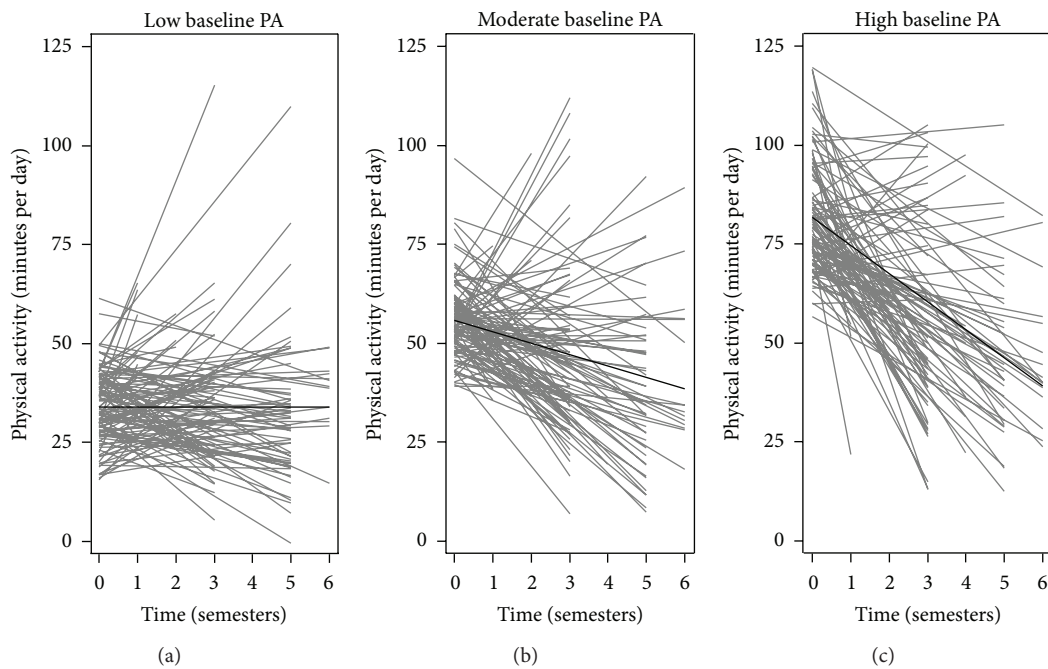 Low baseline PA
Physical activity (minutes per day)
125
100
75
50
25
0
0 1 2 3 4 5 6
Time (semesters)
(a)
Moderate baseline PA
Physical activity (minutes per day)
125
100
75
50
25
0
0 1 2 3 4 5 6
Time (semesters)
(b)
High baseline PA
Physical activity (minutes per day)
125
100
75
50
25
0
0 1 2 3 4 5 6
Time (semesters)
(c)